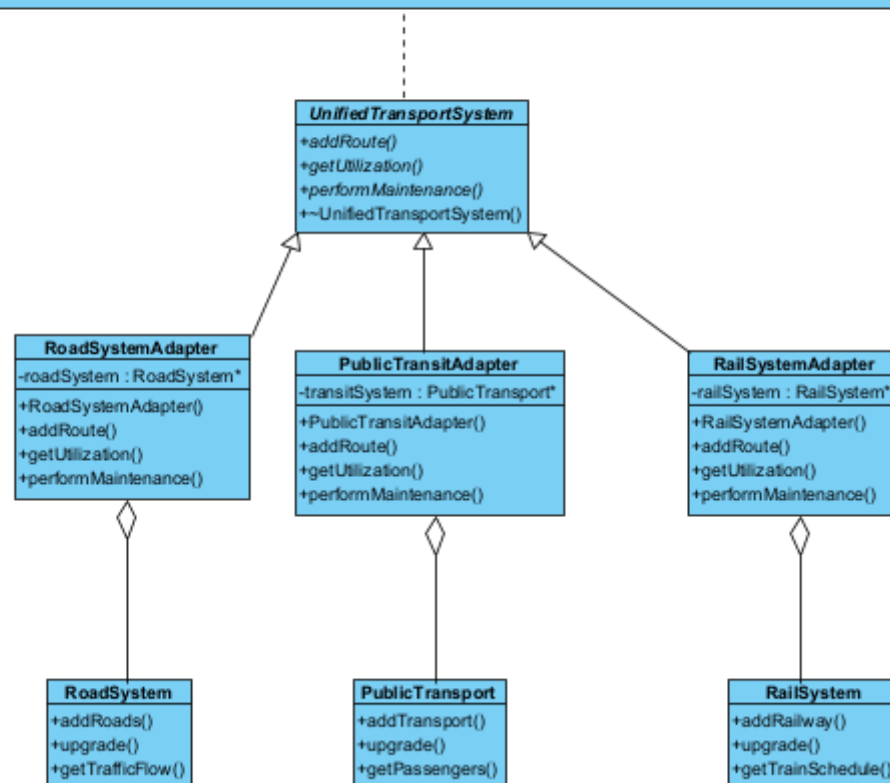 UnifiedTransportSystem
+addRoute()
+getUtilization()
+performMaintenance()
+~UnifiedTransportSystem()
RoadSystemAdapter
-roadSystem : RoadSystem*
+RoadSystemAdapter()
+addRoute()
+getUtilization()
+performMaintenance()
PublicTransitAdapter
-transitSystem : PublicTransport*
+PublicTransitAdapter()
+addRoute()
+getUtilization()
+performMaintenance()
RailSystemAdapter
-railSystem : RailSystem*
+RailSystemAdapter()
+addRoute()
+getUtilization()
+performMaintenance()
RoadSystem
+addRoads()
+upgrade()
+getTrafficFlow()
PublicTransport
+addTransport()
+upgrade()
+getPassengers()
RailSystem
+addRailway()
+upgrade()
+getTrainSchedule()